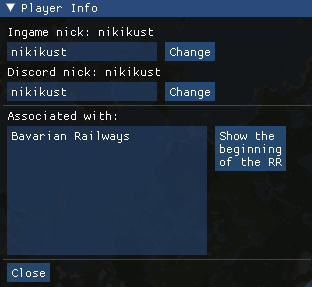 Player Info
Ingame nick: nikikust
nikikust Change
Discord nick: nikikust
nikikust Change
Associated with:
Bavarian Railways
Show the
beginning
of the RR
Close